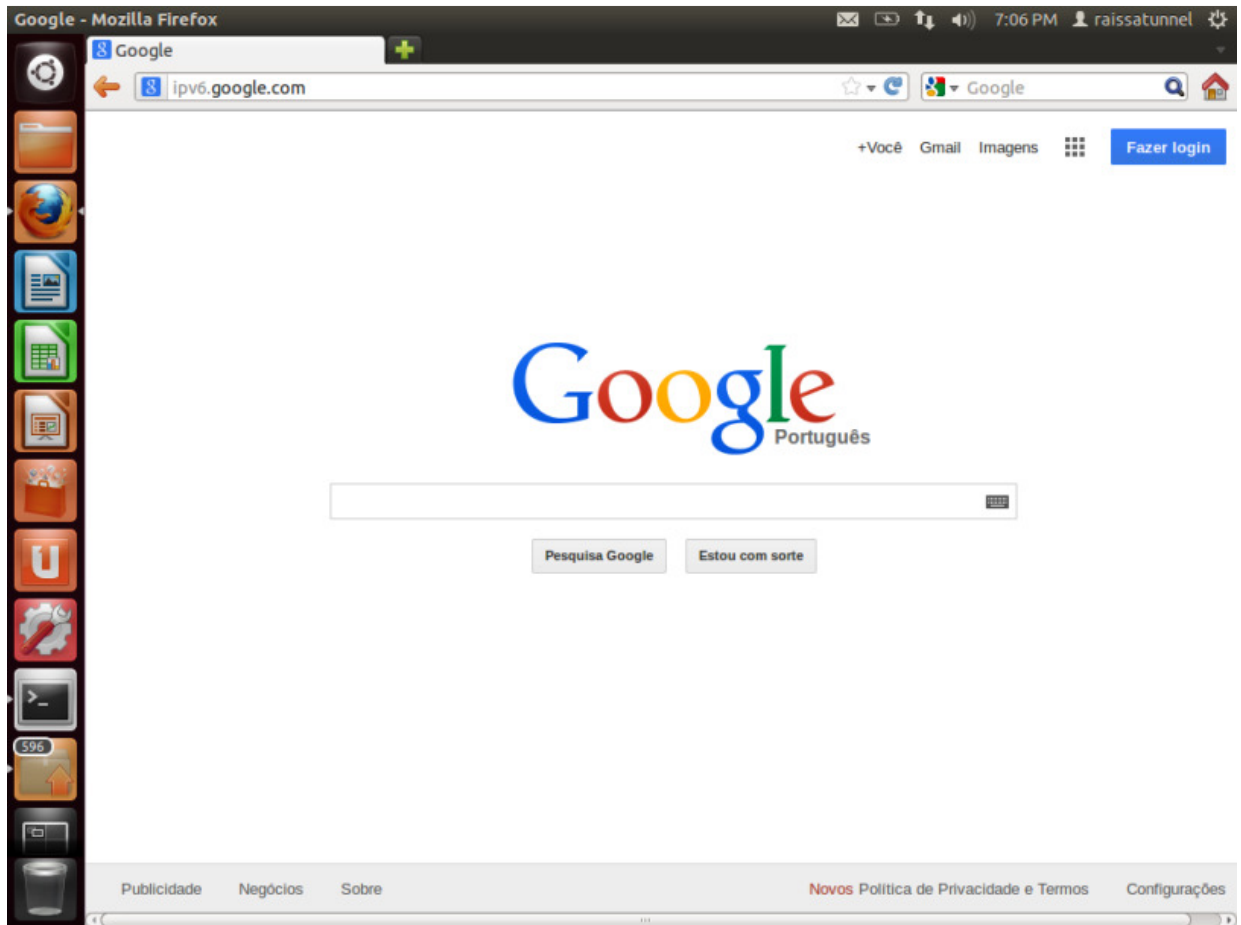 Google - Mozilla Firefox
7:06 PM raissatunnel
Google
ipv6.google.com
Google
+Você Gmail Imagens Fazer login
Google
Português
Pesquisa Google Estou com sorte
596
Publicidade Negócios Sobre Novos Política de Privacidade e Termos Configurações